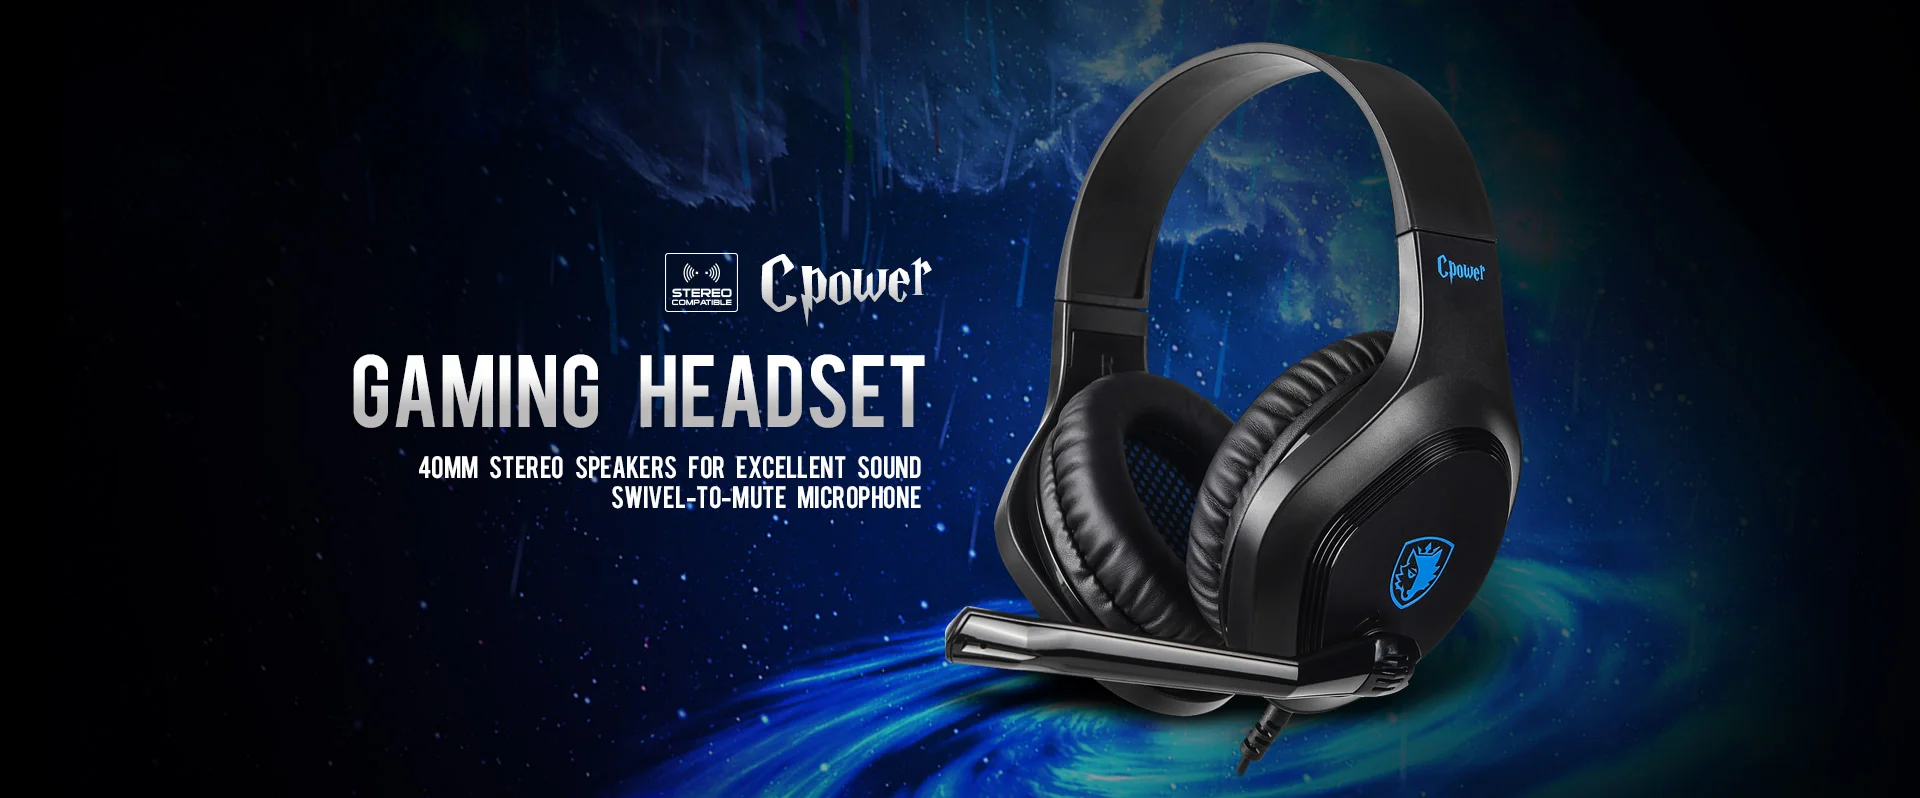 STEREO
COMPATIBLE
Cpower
GAMING HEADSET
40MM STEREO SPEAKERS FOR EXCELLENT SOUND
SWIVEL-TO-MUTE MICROPHONE
Cpower